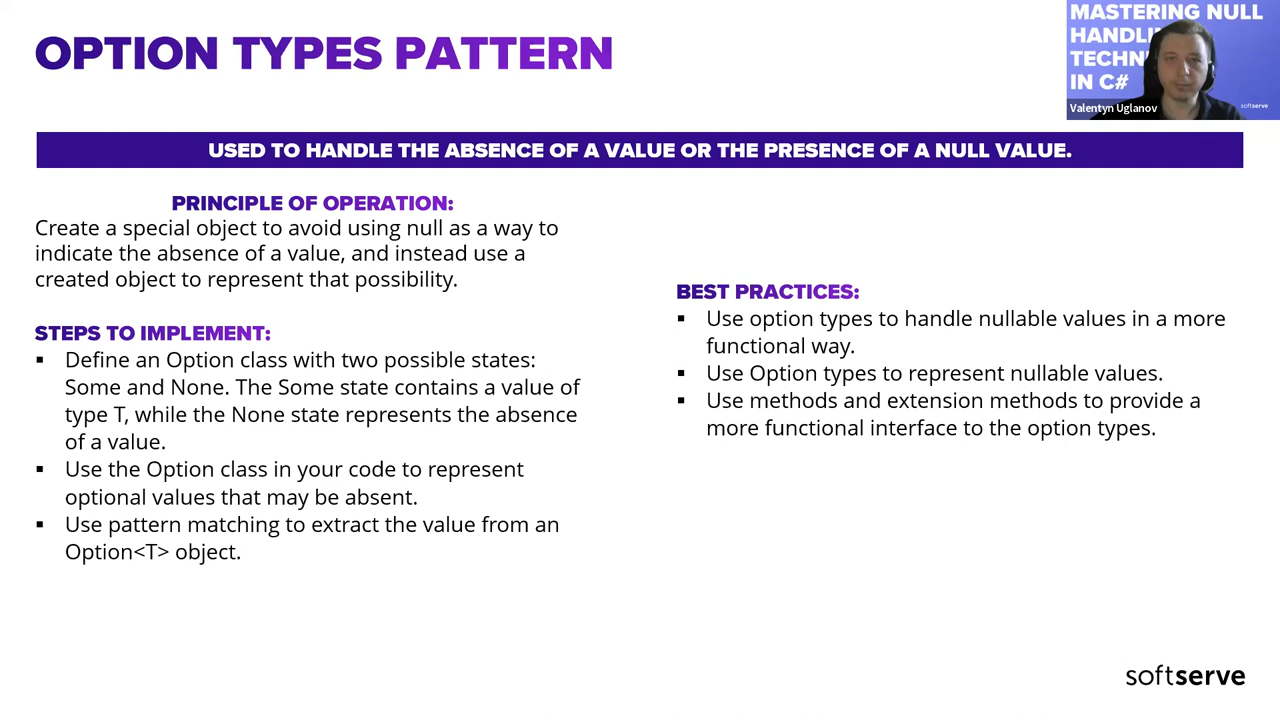 OPTION TYPES PATTERN
MASTERING NULL
HANDLI
TECHN
IN C#
Valentyn Uglanov
softserve
USED TO HANDLE THE ABSENCE OF A VALUE OR THE PRESENCE OF A NULL VALUE.
PRINCIPLE OF OPERATION:
Create a special object to avoid using null as a way to
indicate the absence of a value, and instead use a
created object to represent that possibility.
STEPS TO IMPLEMENT:
▪ Define an Option class with two possible states:
Some and None. The Some state contains a value of
type T, while the None state represents the absence
of a value.
▪ Use the Option class in your code to represent
optional values that may be absent.
▪ Use pattern matching to extract the value from an
Option<T> object.
BEST PRACTICES:
▪ Use option types to handle nullable values in a more
functional way.
▪ Use Option types to represent nullable values.
▪ Use methods and extension methods to provide a
more functional interface to the option types.
softserve